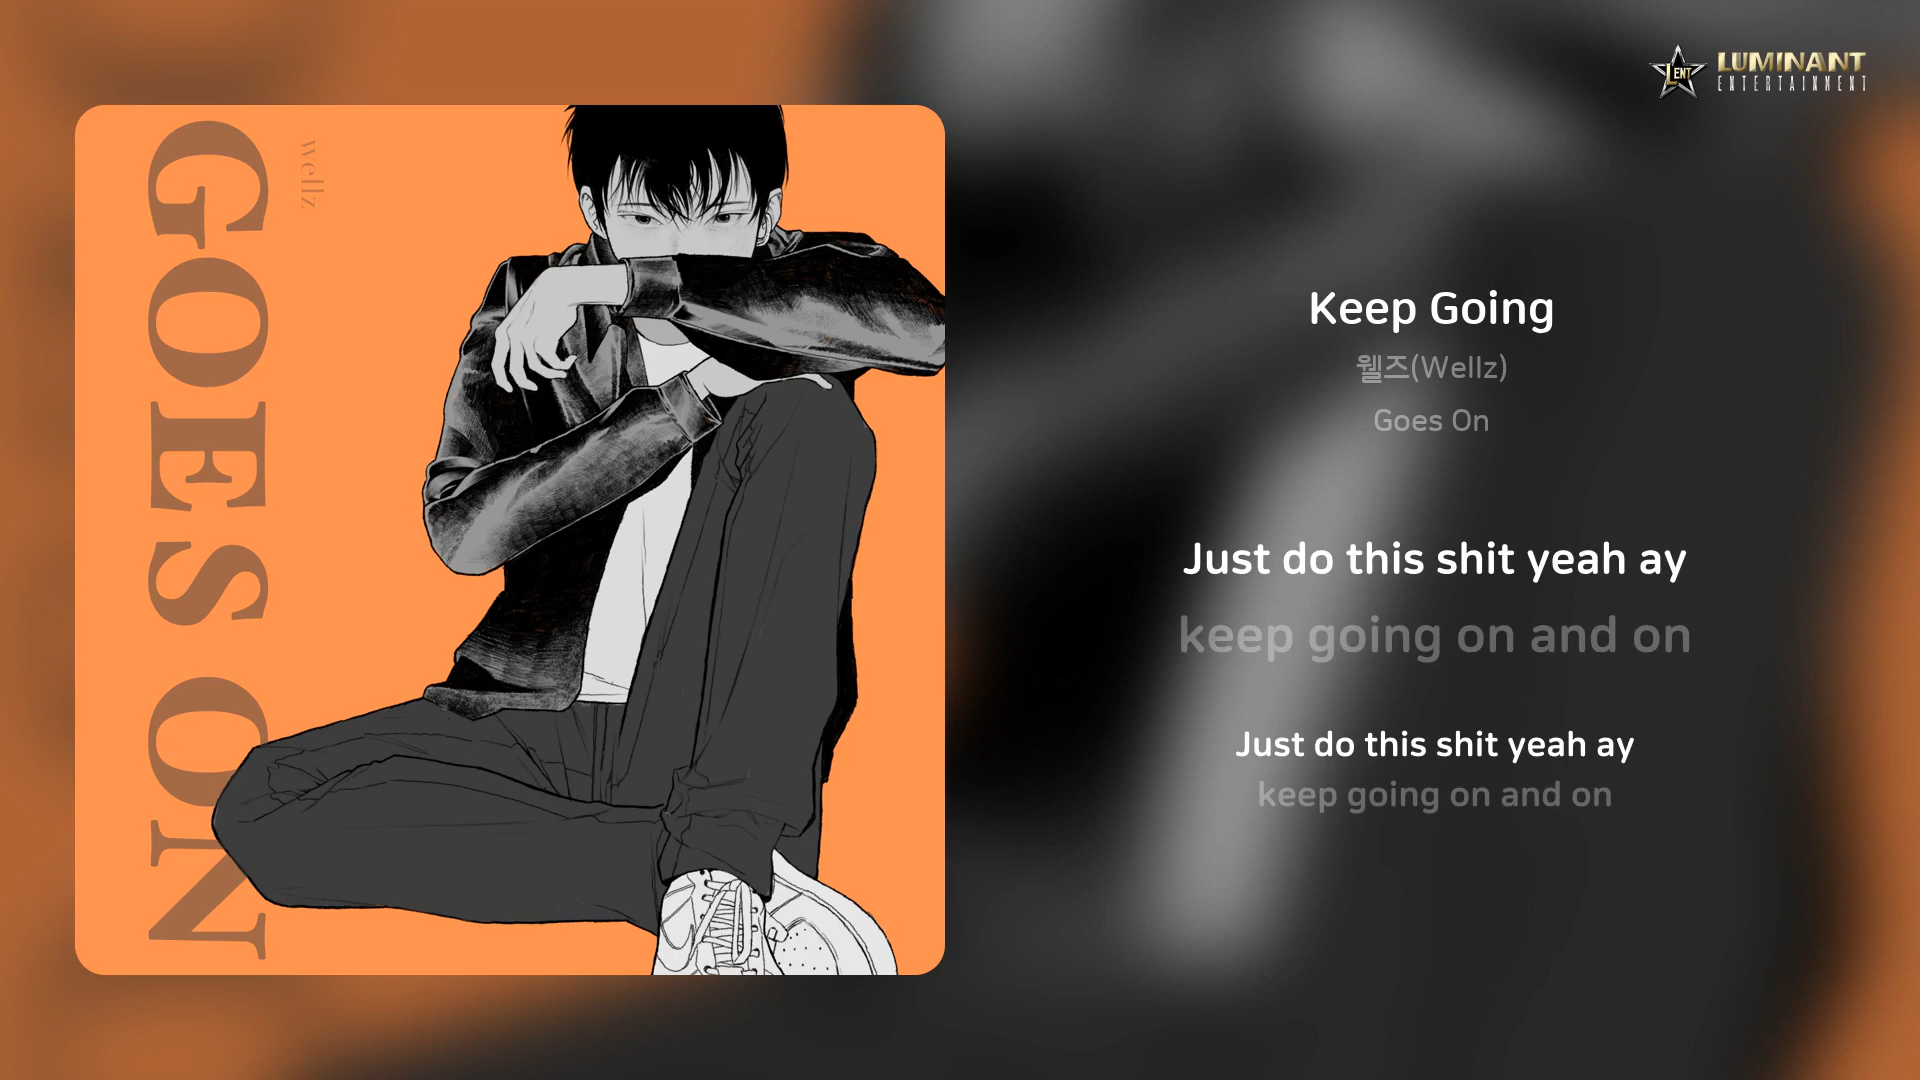 GOES ON
wellz
LENT
LUMINANT
ENTERTAINMENT
Keep Going
웰즈(Wellz)
Goes On
Just do this shit yeah ay
keep going on and on
Just do this shit yeah ay
keep going on and on